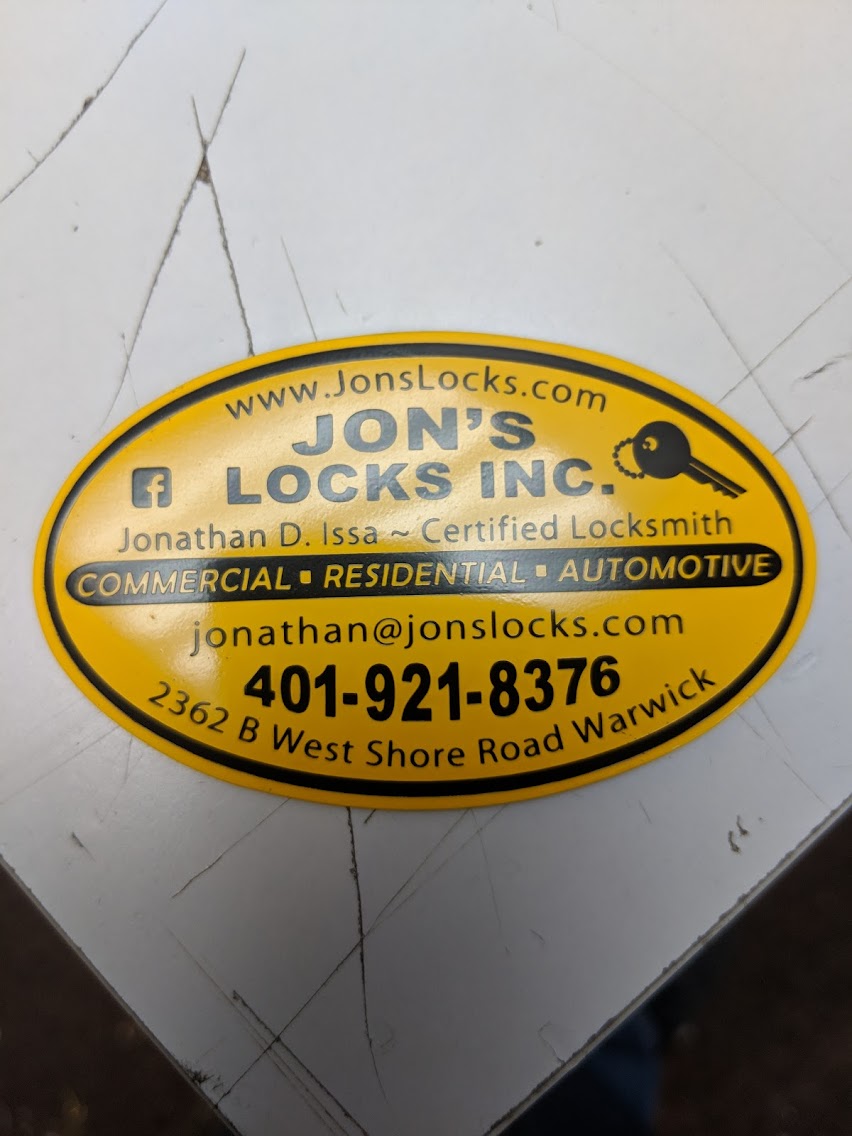 www.JonsLocks.com
JON'S
f LOCKS INC.
Jonathan D. Issa ~ Certified Locksmith
COMMERCIAL ▪ RESIDENTIAL ▪ AUTOMOTIVE
jonathan@jonslocks.com
401-921-8376
2362 B West Shore Road Warwick